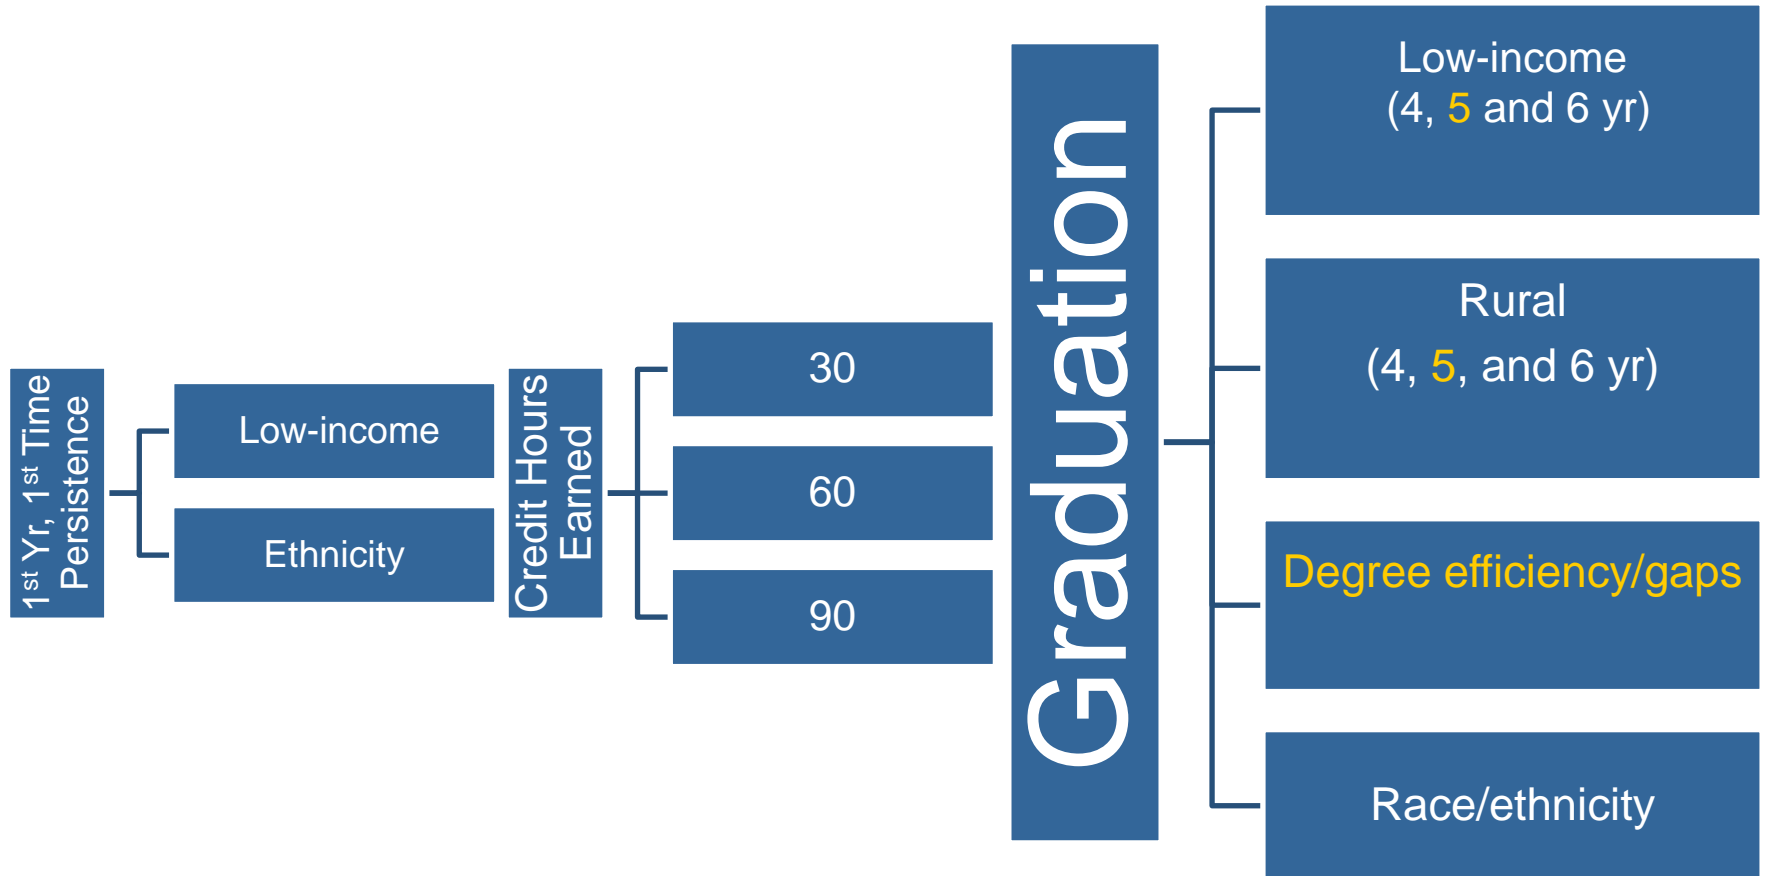 1st Yr, 1st Time
Persistence
Low-income
Ethnicity
Credit Hours
Earned
30
60
90
Graduation
Low-income
(4, 5 and 6 yr)
Rural
(4, 5, and 6 yr)
Degree efficiency/gaps
Race/ethnicity